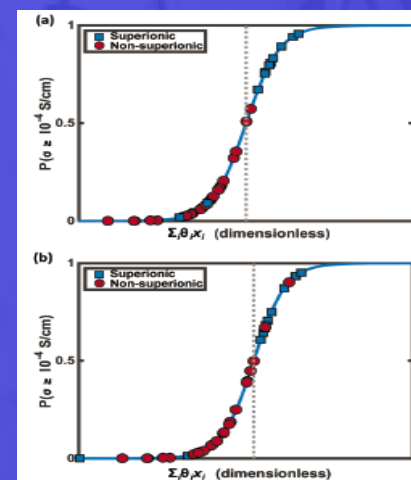 (a)
Superionic
Non-superionic
1
0.5
0
P(σ ≥ 10⁻⁴ S/cm)
Σᵢθᵢxᵢ (dimensionless)
(b)
Superionic
Non-superionic
1
0.5
0
P(σ ≥ 10⁻⁴ S/cm)
Σᵢθᵢxᵢ (dimensionless)